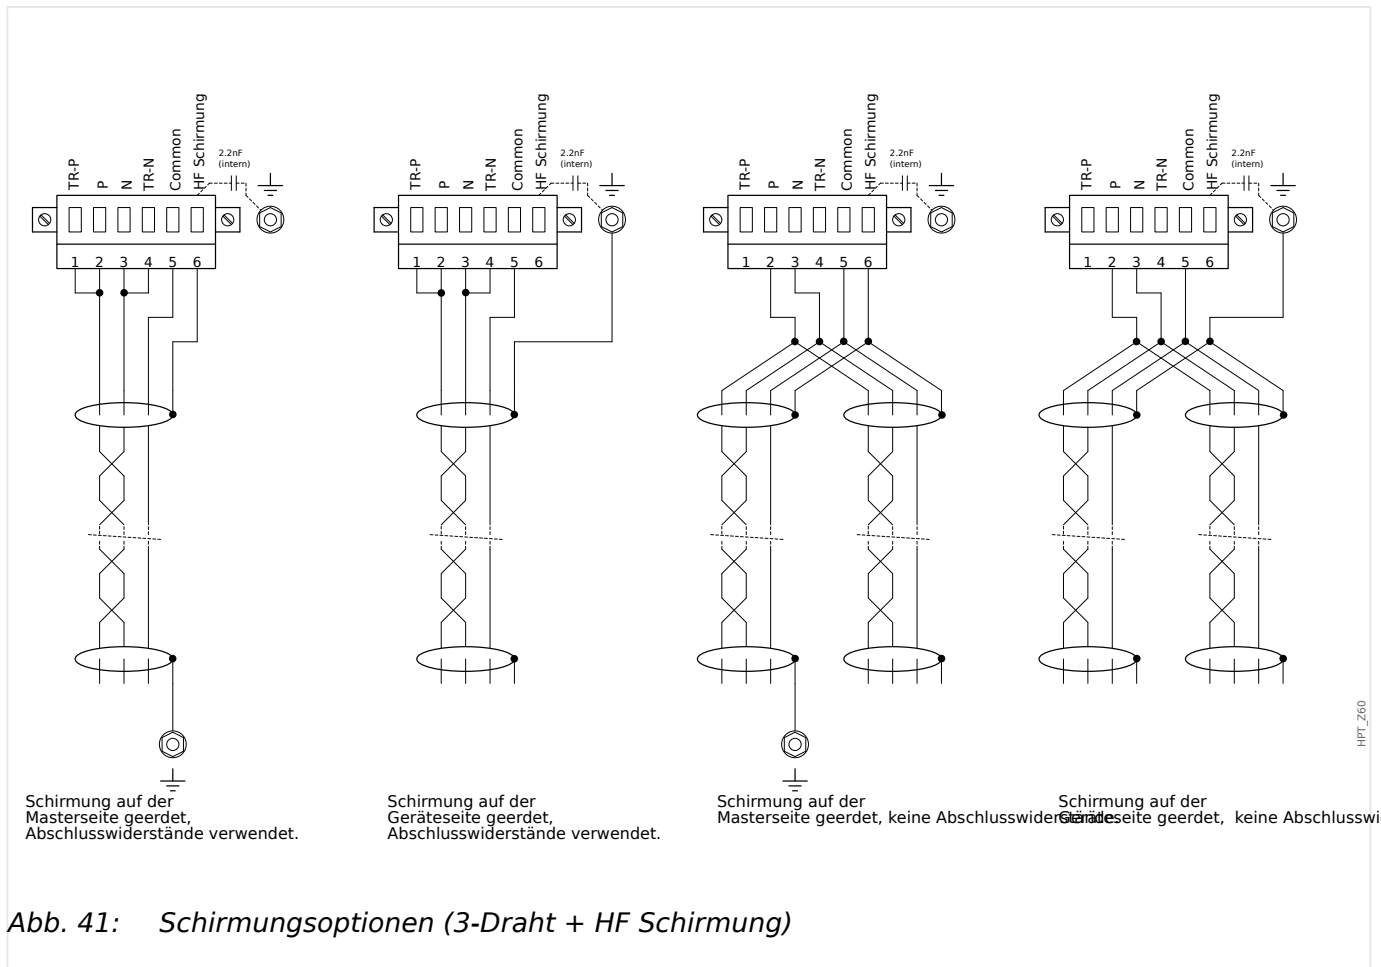 TR-P P N TR-N Common HF Schirmung 2.2nF (intern)
TR-P P N TR-N Common HF Schirmung 2.2nF (intern)
TR-P P N TR-N Common HF Schirmung 2.2nF (intern)
TR-P P N TR-N Common HF Schirmung 2.2nF (intern)
1 2 3 4 5 6
1 2 3 4 5 6
1 2 3 4 5 6
1 2 3 4 5 6
HPT_Z60
Schirmung auf der
Masterseite geerdet,
Abschlusswiderstände verwendet.
Schirmung auf der
Geräteseite geerdet,
Abschlusswiderstände verwendet.
Schirmung auf der
Masterseite geerdet, keine Abschlusswiderstände.
Schirmung auf der
Geräteseite geerdet, keine Abschlusswi
Abb. 41: Schirmungsoptionen (3-Draht + HF Schirmung)